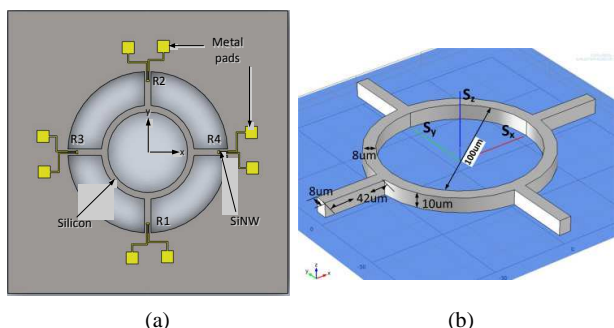 Metal
pads
R2
R3
R4
y
x
R1
Silicon
SiNW
(a)
Sz
Sy
Sx
100um
8um
8um
42um
10um
z
y
x
(b)